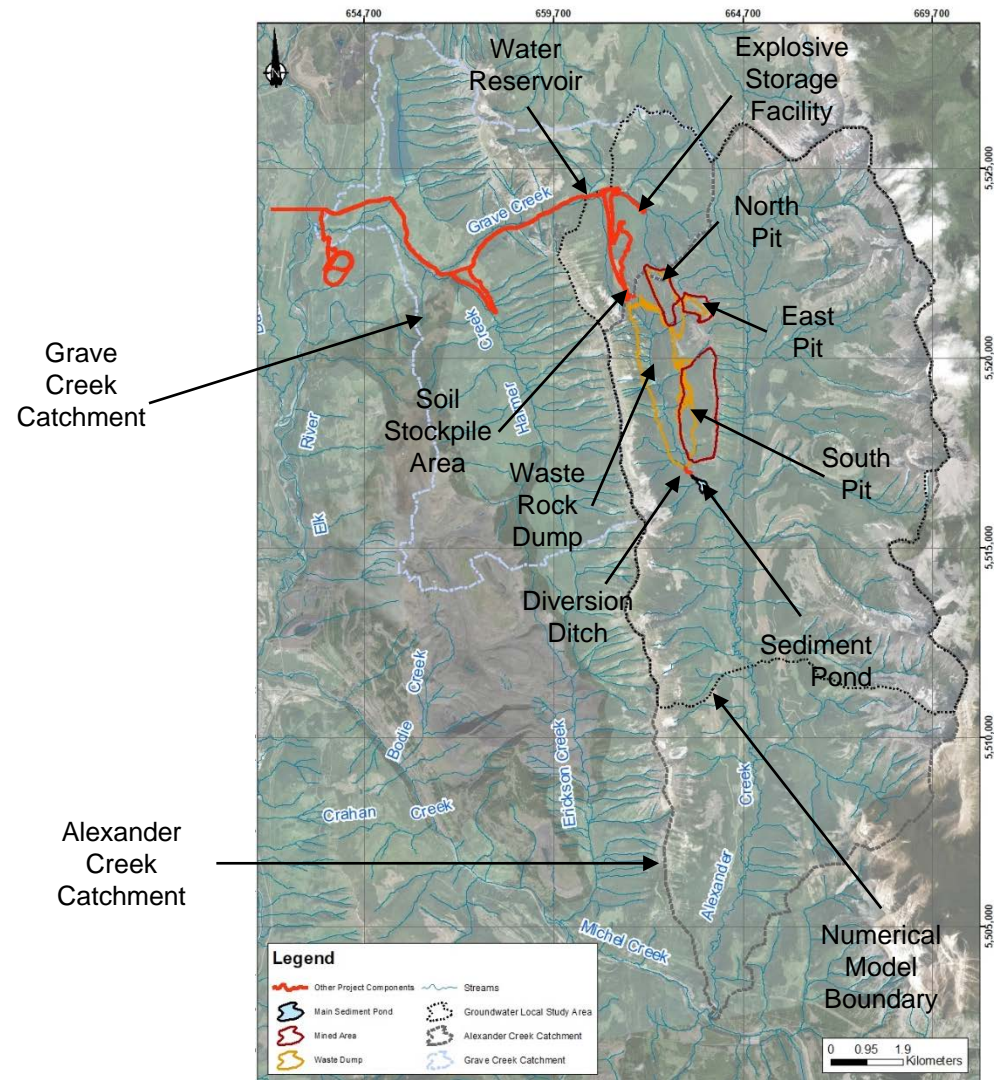 654,700
659,700
664,700
669,700
Water
Reservoir
Explosive
Storage
Facility
N
5,525,000
Grave Creek
North
Pit
East
Pit
5,520,000
Grave
Creek
Catchment
Creek
Harmer
Soil
Stockpile
Area
River
Elk
Waste
Rock
Dump
South
Pit
5,515,000
Diversion
Ditch
Sediment
Pond
Bodie Creek
Erickson Creek
5,510,000
Crahan Creek
Alexander Creek
Alexander
Creek
Catchment
Michel Creek
5,505,000
Numerical
Model
Boundary
Legend
Other Project Components
Main Sediment Pond
Mined Area
Waste Dump
Streams
Groundwater Local Study Area
Alexander Creek Catchment
Grave Creek Catchment
0 0.95 1.9
Kilometers